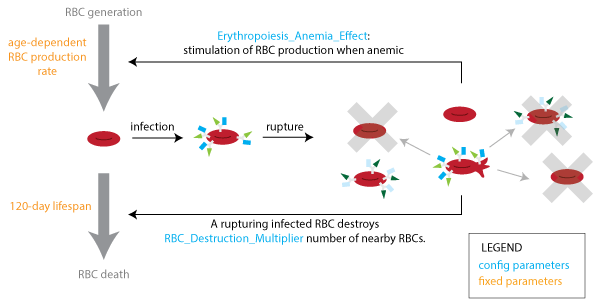 RBC generation
age-dependent
RBC production
rate
Erythropoiesis_Anemia_Effect:
stimulation of RBC production when anemic
infection
rupture
120-day lifespan
A rupturing infected RBC destroys
RBC_Destruction_Multiplier number of nearby RBCs.
RBC death
LEGEND
config parameters
fixed parameters